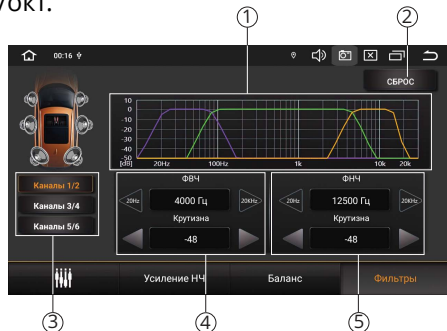 уокi.
① ②
00:16
СБРОС
10
0
-10
-20
-30
-40
-50
[dB] 20Hz 100Hz 1k 10k 20k
Каналы 1/2
Каналы 3/4
Каналы 5/6
ФВЧ ФНЧ
20Hz 4000 Гц 20KHz 20Hz 12500 Гц 20KHz
Крутизна Крутизна
-48 -48
Усиление НЧ Баланс Фильтры
③ ④ ⑤